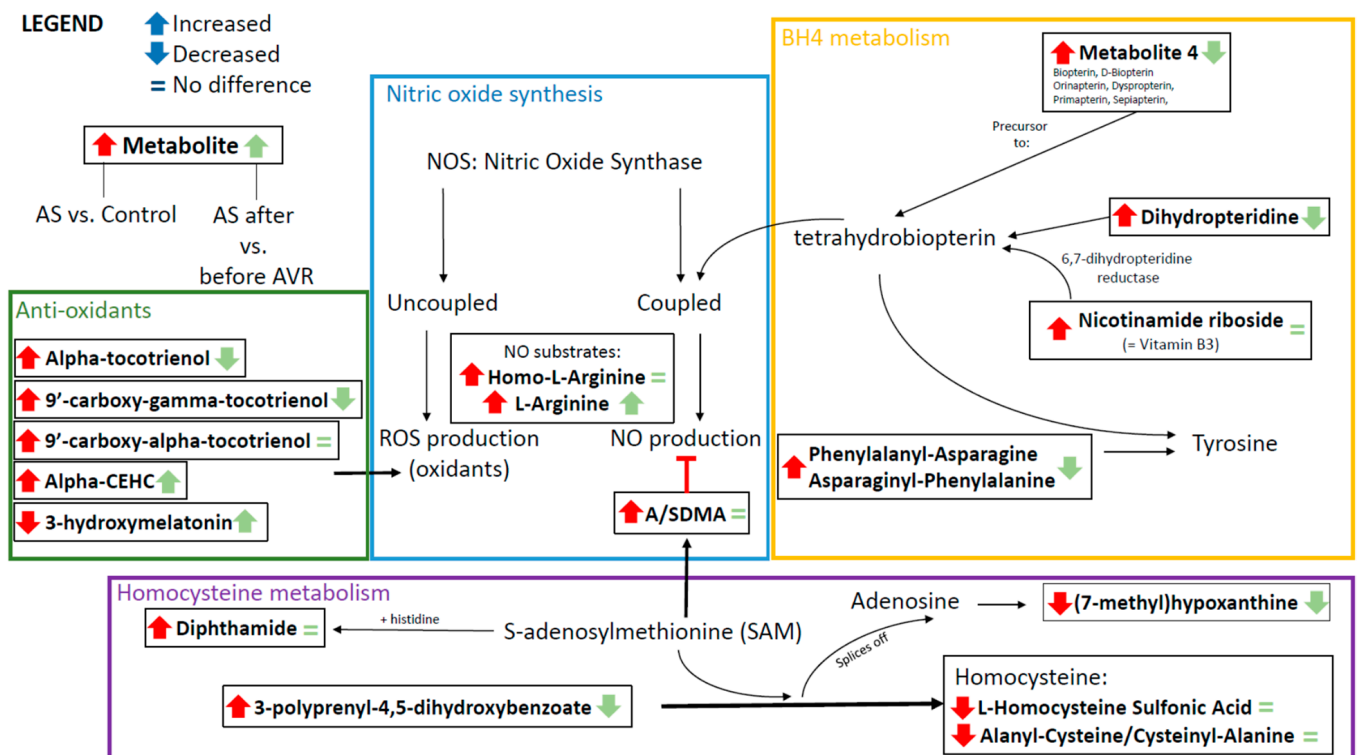 LEGEND
Increased
Decreased
= No difference
Metabolite
AS vs. Control
AS after
vs.
before AVR
Anti-oxidants
Alpha-tocotrienol
9’-carboxy-gamma-tocotrienol
9’-carboxy-alpha-tocotrienol =
Alpha-CEHC
3-hydroxymelatonin
Nitric oxide synthesis
NOS: Nitric Oxide Synthase
Uncoupled
Coupled
NO substrates:
Homo-L-Arginine =
L-Arginine
ROS production
(oxidants)
NO production
A/SDMA =
BH4 metabolism
Metabolite 4
Biopterin, D-Biopterin
Orinapterin, Dyspropterin,
Primapterin, Sepiapterin,
Precursor
to:
tetrahydrobiopterin
Dihydropteridine
6,7-dihydropteridine
reductase
Nicotinamide riboside =
(= Vitamin B3)
Phenylalanyl-Asparagine
Asparaginyl-Phenylalanine
Tyrosine
Homocysteine metabolism
Diphthamide =
+ histidine
S-adenosylmethionine (SAM)
Adenosine
Splices off
(7-methyl)hypoxanthine
3-polyprenyl-4,5-dihydroxybenzoate
Homocysteine:
L-Homocysteine Sulfonic Acid =
Alanyl-Cysteine/Cysteinyl-Alanine =